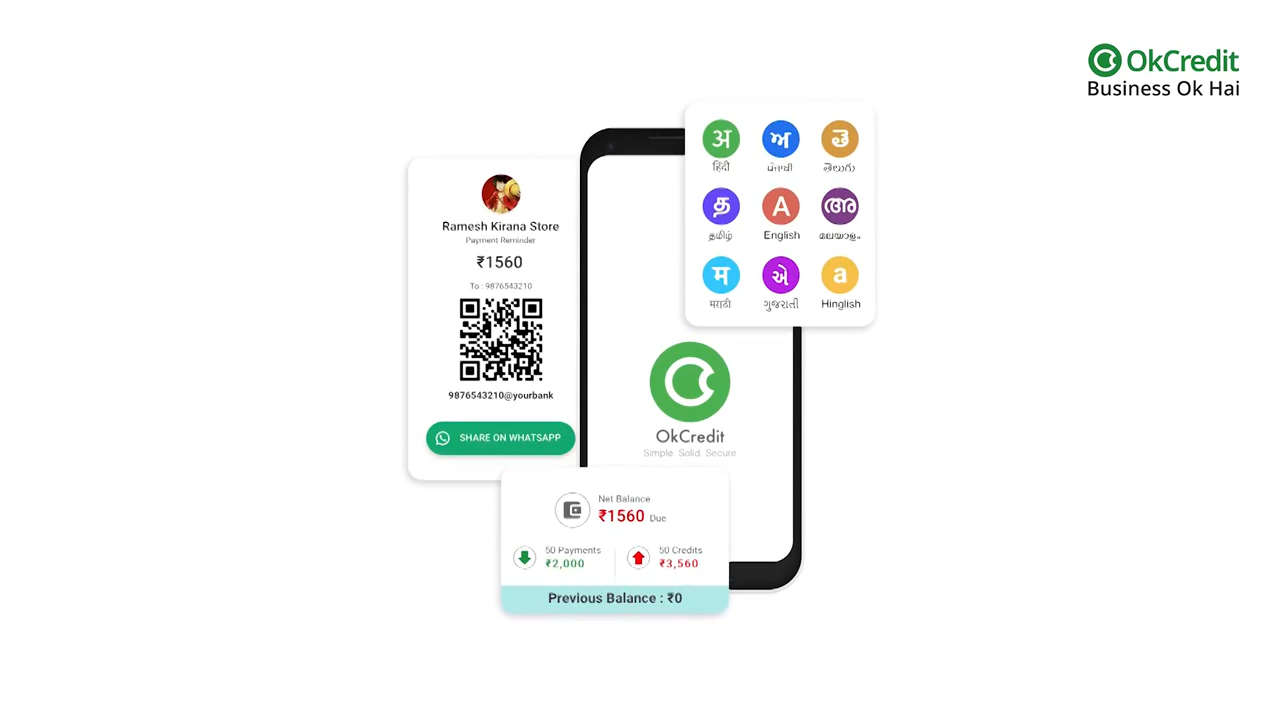 OkCredit
Business Ok Hai
Ramesh Kirana Store
Payment Reminder
₹1560
To : 9876543210
9876543210@yourbank
SHARE ON WHATSAPP
अ
ਅ
తె
हिंदी
ਪੰਜਾਬੀ
తెలుగు
த
A
അ
தமிழ்
English
മലയാളം
म
એ
a
मराठी
ગુજરાતી
Hinglish
OkCredit
Simple. Solid. Secure
Net Balance
₹1560 Due
50 Payments
₹2,000
50 Credits
₹3,560
Previous Balance : ₹0